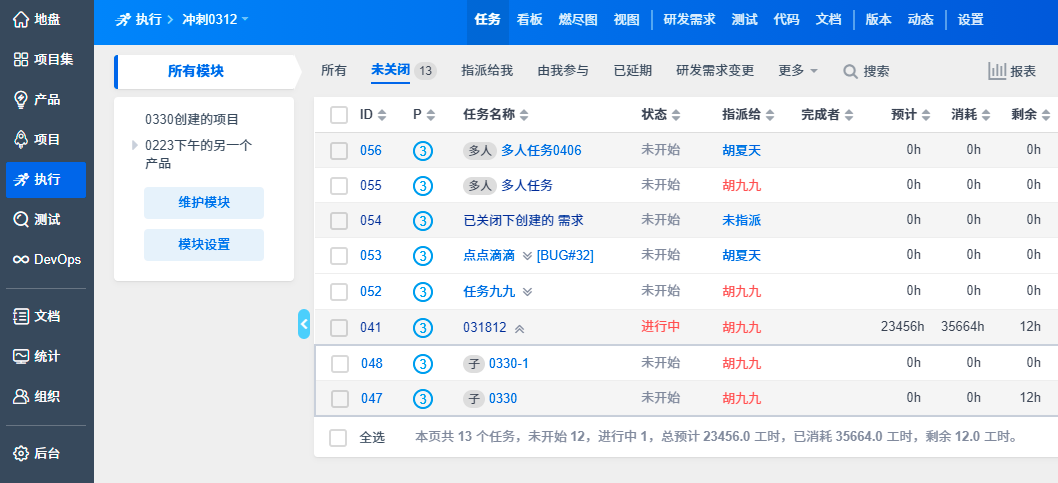 地盘
项目集
产品
项目
执行
测试
DevOps
文档
统计
组织
后台
执行 冲刺0312
任务 看板 燃尽图 视图 研发需求 测试 代码 文档 版本 动态 设置
所有模块
0330创建的项目
0223下午的另一个
产品
维护模块
模块设置
所有 未关闭 13 指派给我 由我参与 已延期 研发需求变更 更多 搜索 报表
ID P 任务名称 状态 指派给 完成者 预计 消耗 剩余
056 3 多人 多人任务0406 未开始 胡夏天 0h 0h 0h
055 3 多人 多人任务 未开始 胡九九 0h 0h 0h
054 3 已关闭下创建的 需求 未开始 未指派 0h 0h 0h
053 3 点点滴滴 [BUG#32] 未开始 胡夏天 0h 0h 0h
052 3 任务九九 未开始 胡九九 0h 0h 0h
041 3 031812 进行中 胡九九 23456h 35664h 12h
048 3 子 0330-1 未开始 胡九九 0h 0h 0h
047 3 子 0330 未开始 胡九九 0h 0h 12h
全选 本页共 13 个任务，未开始 12，进行中 1，总预计 23456.0 工时，已消耗 35664.0 工时，剩余 12.0 工时。